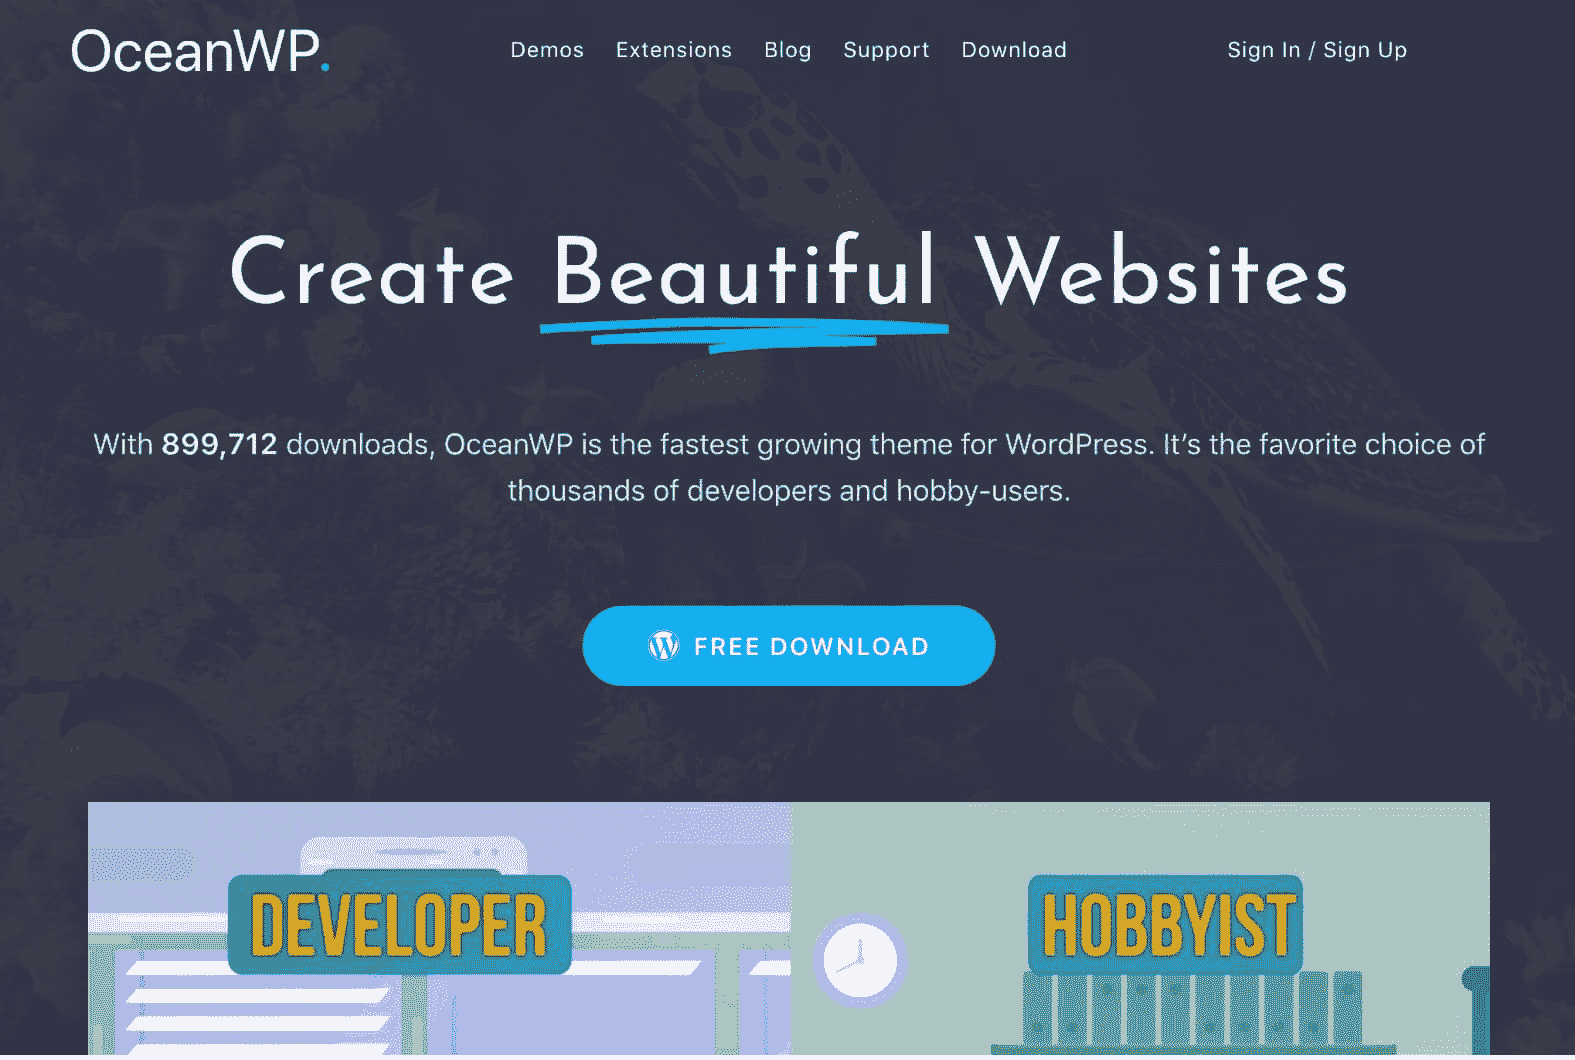 OceanWP.
Demos Extensions Blog Support Download Sign In / Sign Up
Create Beautiful Websites
With 899,712 downloads, OceanWP is the fastest growing theme for WordPress. It’s the favorite choice of
thousands of developers and hobby-users.
FREE DOWNLOAD
DEVELOPER HOBBYIST